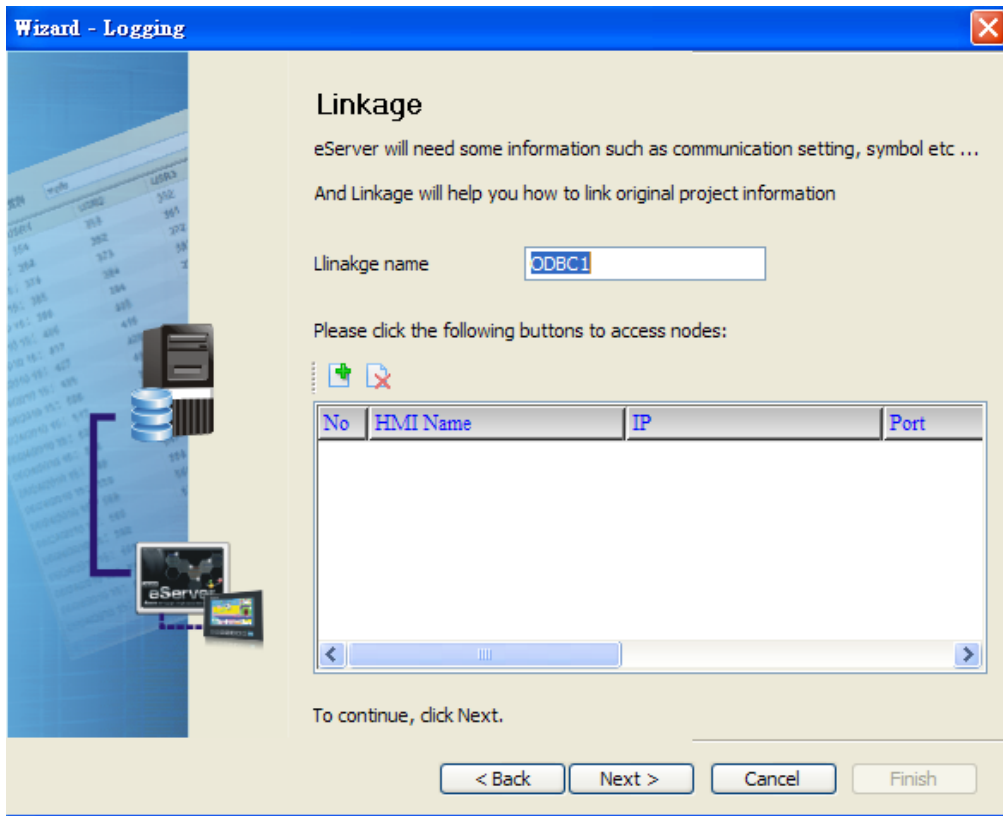 Wizard - Logging
Linkage
eServer will need some information such as communication setting, symbol etc ...
And Linkage will help you how to link original project information
Llinakge name ODBC1
Please click the following buttons to access nodes:
No HMI Name IP Port
eServer
To continue, click Next.
< Back Next > Cancel Finish